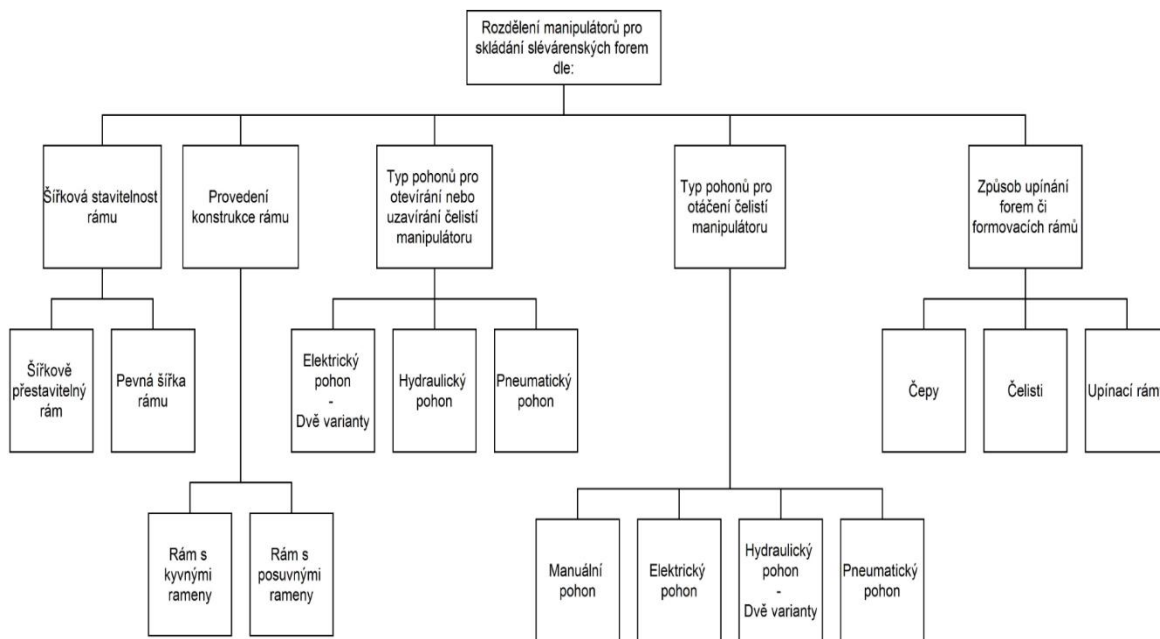 Rozdělení manipulátorů pro
skládání slévárenských forem
dle:
Šířková stavitelnost
rámu
Provedení
konstrukce rámu
Typ pohonů pro
otevírání nebo
uzavírání čelistí
manipulátoru
Typ pohonů pro
otáčení čelistí
manipulátoru
Způsob upínání
forem či
formovacích rámů
Šířkově
přestavitelný
rám
Pevná šířka
rámu
Elektrický
pohon
-
Dvě varianty
Hydraulický
pohon
Pneumatický
pohon
Čepy
Čelisti
Upínací rámy
Rám s
kyvnými
rameny
Rám s
posuvnými
rameny
Manuální
pohon
Elektrický
pohon
Hydraulický
pohon
-
Dvě varianty
Pneumatický
pohon